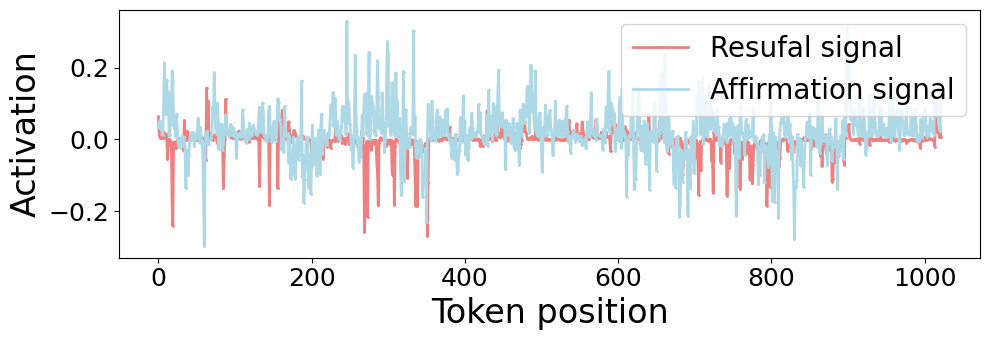 Resufal signal
Affirmation signal
Activation
0.2
0.0
−0.2
0 200 400 600 800 1000
Token position